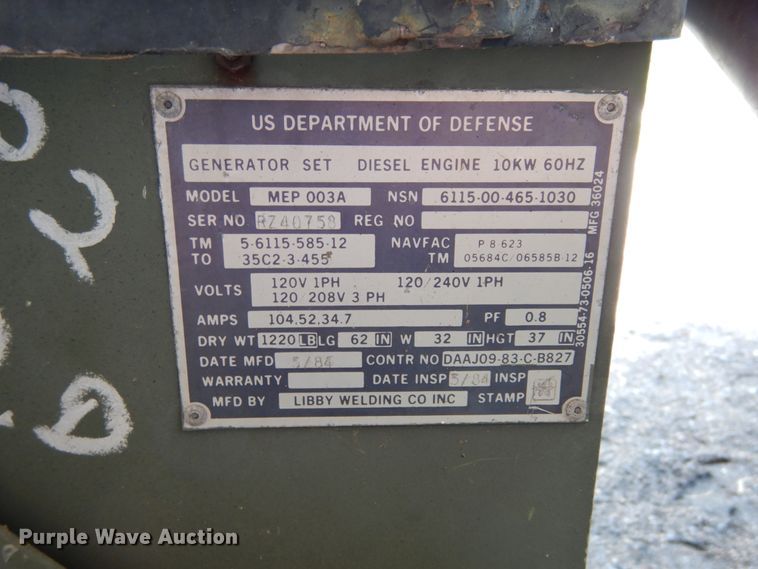 US DEPARTMENT OF DEFENSE
GENERATOR SET DIESEL ENGINE 10KW 60HZ
MODEL MEP 003A NSN 6115-00-465-1030
SER NO RZ40758 REG NO
TM 5-6115-585-12 NAVFAC P 8 623
TO 35C2-3-455 TM 05684C/06585B-12
VOLTS 120V 1PH 120/240V 1PH
120/208V 3 PH
AMPS 104.52.34.7 PF 0.8
DRY WT 1220 LB LG 62 IN W 32 IN HGT 37 IN
DATE MFD 5/84 CONTR NO DAAJ09-83-C-B827
WARRANTY DATE INSP 5/84 INSP
MFD BY LIBBY WELDING CO INC STAMP
30554-73-0506-16 MFG 36024
Purple Wave Auction